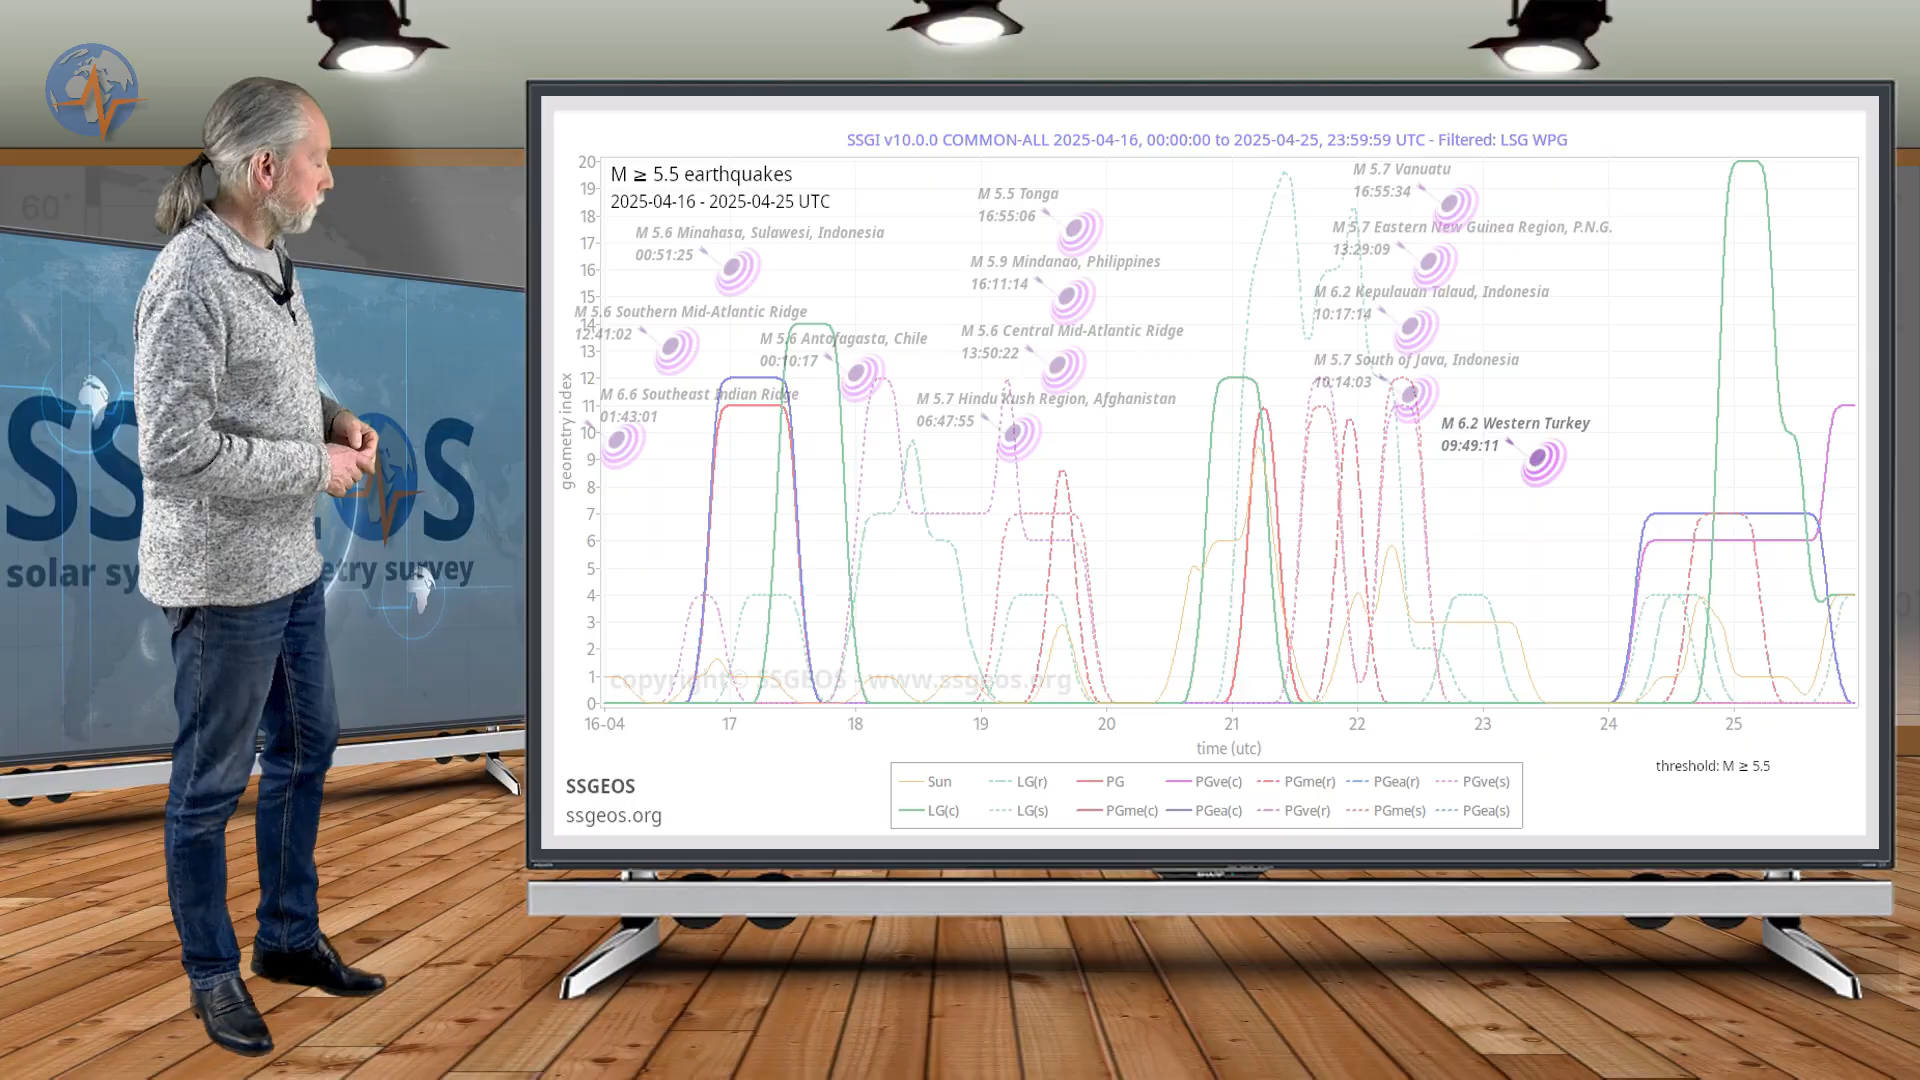 SSGI v10.0.0 COMMON-ALL 2025-04-16, 00:00:00 to 2025-04-25, 23:59:59 UTC - Filtered: LSG WPG
M ≥ 5.5 earthquakes
2025-04-16 - 2025-04-25 UTC
M 5.6 Minahasa, Sulawesi, Indonesia
00:51:25
M 5.6 Southern Mid-Atlantic Ridge
12:41:02
M 5.6 Antofagasta, Chile
00:10:17
M 6.6 Southeast Indian Ridge
01:43:01
M 5.5 Tonga
16:55:06
M 5.9 Mindanao, Philippines
16:11:14
M 5.6 Central Mid-Atlantic Ridge
13:50:22
M 5.7 Hindu Kush Region, Afghanistan
06:47:55
M 5.7 Vanuatu
16:55:34
M 5.7 Eastern New Guinea Region, P.N.G.
13:29:09
M 6.2 Kepulauan Talaud, Indonesia
10:17:14
M 5.7 South of Java, Indonesia
10:14:03
M 6.2 Western Turkey
09:49:11
geometry index
20
19
18
17
16
15
14
13
12
11
10
9
8
7
6
5
4
3
2
1
0
copyright © SSGEOS - www.ssgeos.org
16-04 17 18 19 20 21 22 23 24 25
time (utc)
threshold: M ≥ 5.5
SSGEOS
ssgeos.org
Sun LG(r) PG PGve(c) PGme(r) PGea(r) PGve(s)
LG(c) LG(s) PGme(c) PGea(c) PGve(r) PGme(s) PGea(s)
60°
SS S
solar sy etry survey
SHARP